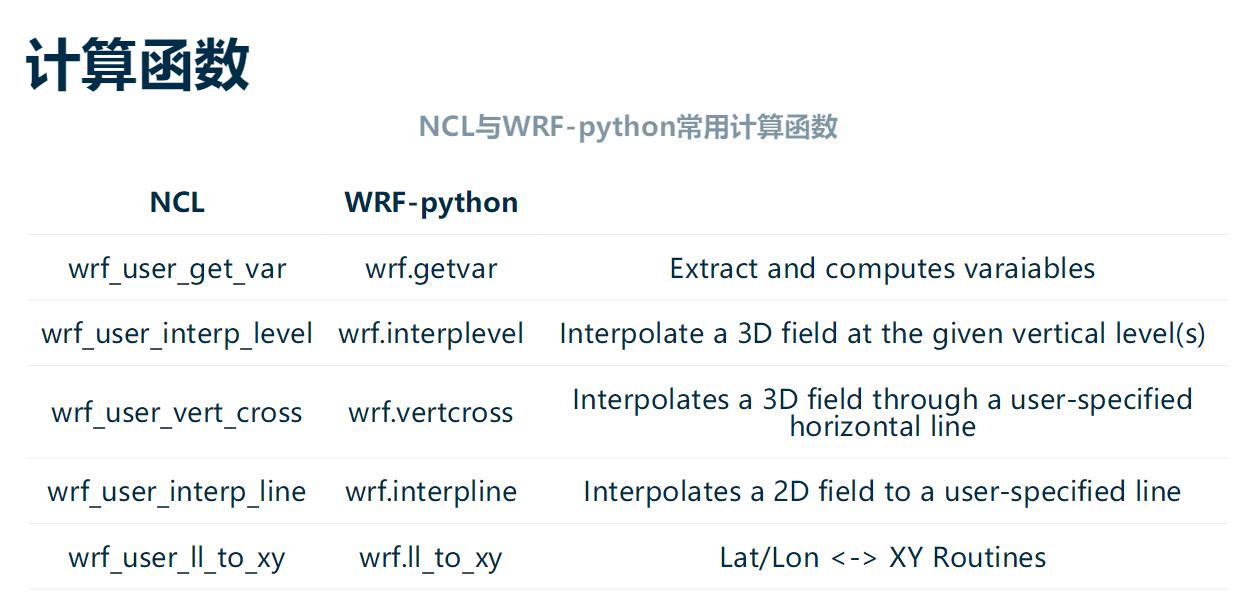 计算函数
NCL与WRF-python常用计算函数
NCL WRF-python
wrf_user_get_var wrf.getvar Extract and computes varaiables
wrf_user_interp_level wrf.interplevel Interpolate a 3D field at the given vertical level(s)
wrf_user_vert_cross wrf.vertcross Interpolates a 3D field through a user-specified
horizontal line
wrf_user_interp_line wrf.interpline Interpolates a 2D field to a user-specified line
wrf_user_ll_to_xy wrf.ll_to_xy Lat/Lon <-> XY Routines